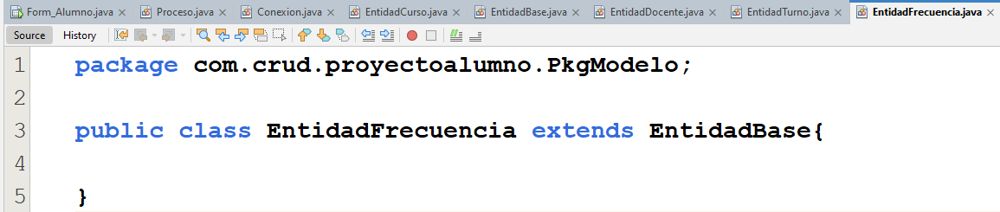 Form_Alumno.java Proceso.java Conexion.java EntidadCurso.java EntidadBase.java EntidadDocente.java EntidadTurno.java EntidadFrecuencia.java
Source History
1 package com.crud.proyectoalumno.PkgModelo;
2
3 public class EntidadFrecuencia extends EntidadBase{
4
5 }